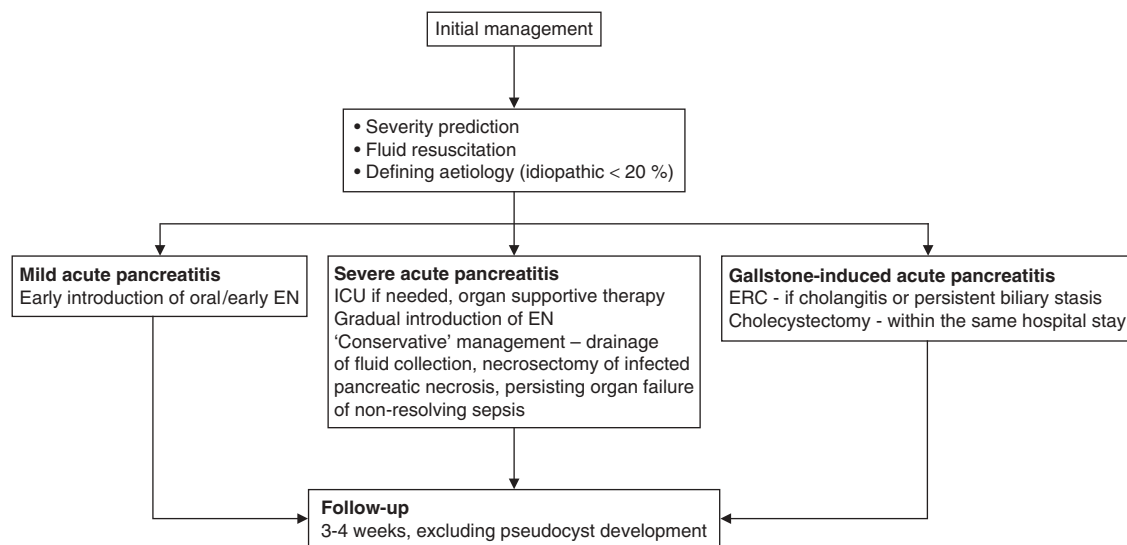 Initial management
• Severity prediction
• Fluid resuscitation
• Defining aetiology (idiopathic < 20 %)
Mild acute pancreatitis
Early introduction of oral/early EN
Severe acute pancreatitis
ICU if needed, organ supportive therapy
Gradual introduction of EN
‘Conservative’ management – drainage
of fluid collection, necrosectomy of infected
pancreatic necrosis, persisting organ failure
of non-resolving sepsis
Gallstone-induced acute pancreatitis
ERC - if cholangitis or persistent biliary stasis
Cholecystectomy - within the same hospital stay
Follow-up
3-4 weeks, excluding pseudocyst development